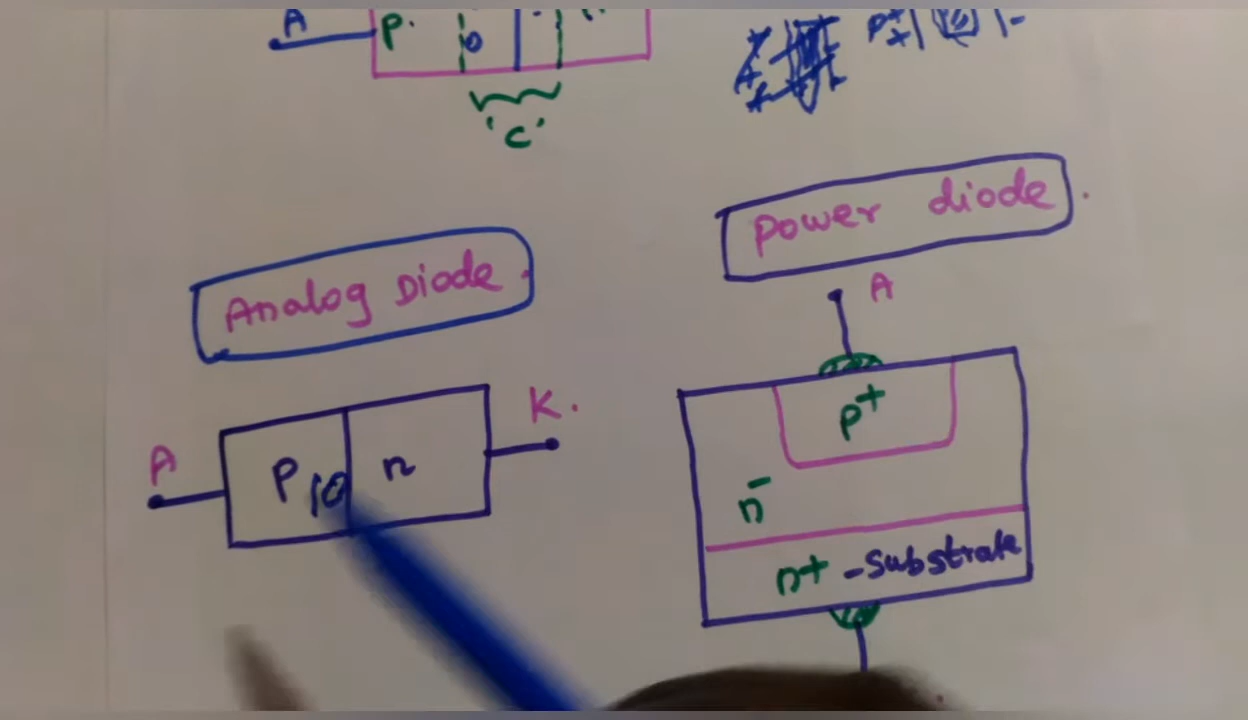 A
P.
'c'
Power diode.
A
Analog Diode.
P+
K.
A
P
n
n-
n+ -Substrate